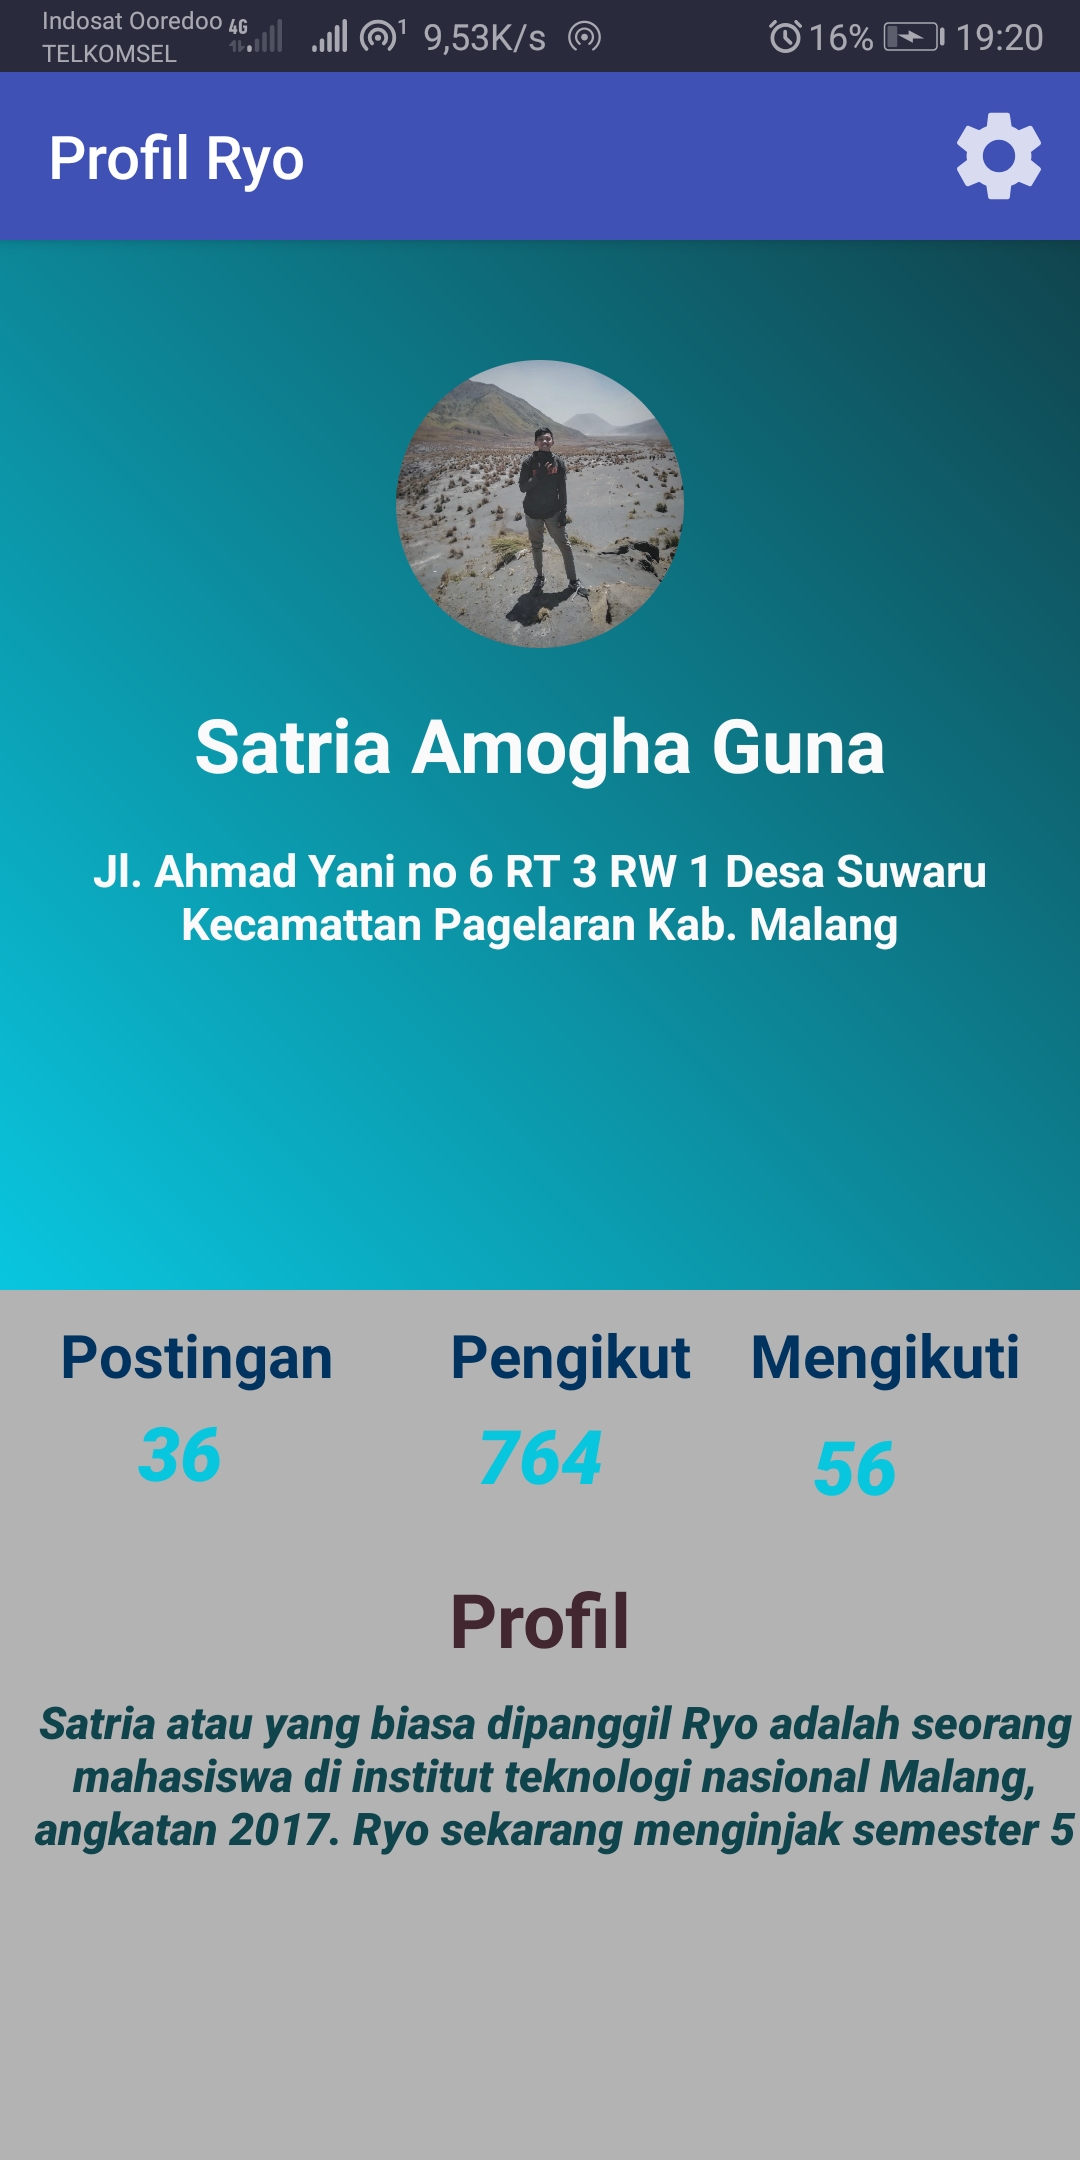 Indosat Ooredoo 4G 1 9,53K/s 16% 19:20
TELKOMSEL
Profil Ryo
Satria Amogha Guna
Jl. Ahmad Yani no 6 RT 3 RW 1 Desa Suwaru
Kecamattan Pagelaran Kab. Malang
Postingan Pengikut Mengikuti
36 764 56
Profil
Satria atau yang biasa dipanggil Ryo adalah seorang
mahasiswa di institut teknologi nasional Malang,
angkatan 2017. Ryo sekarang menginjak semester 5